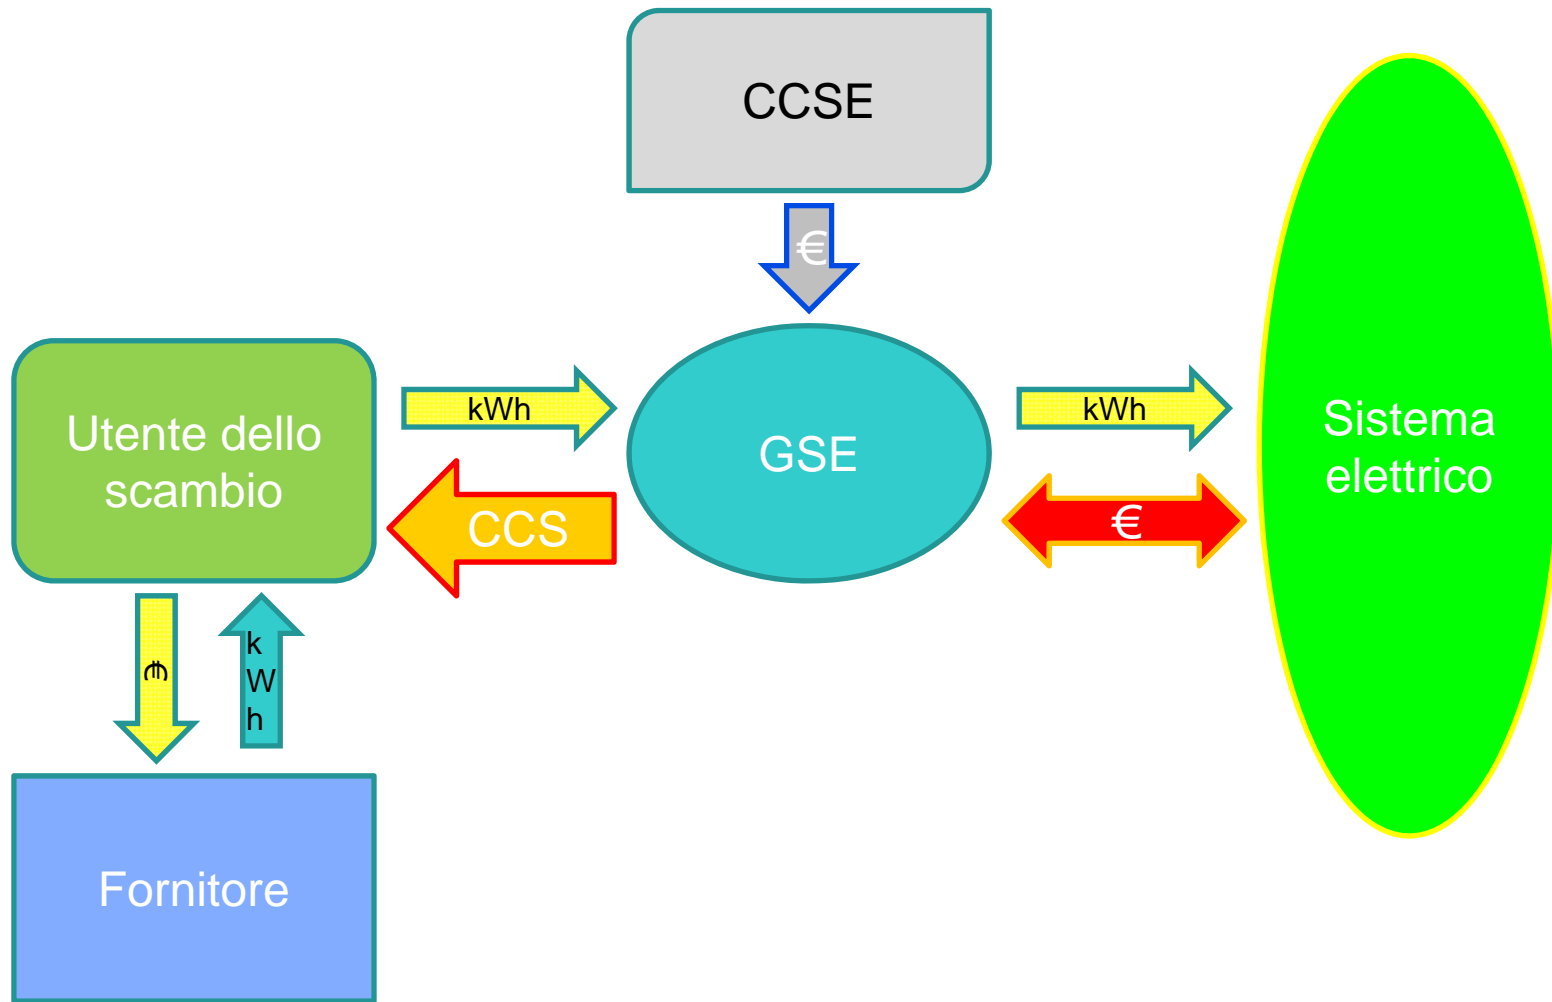 CCSE
€
Utente dello
scambio
kWh
CCS
GSE
kWh
€
Sistema
elettrico
€
k
W
h
Fornitore